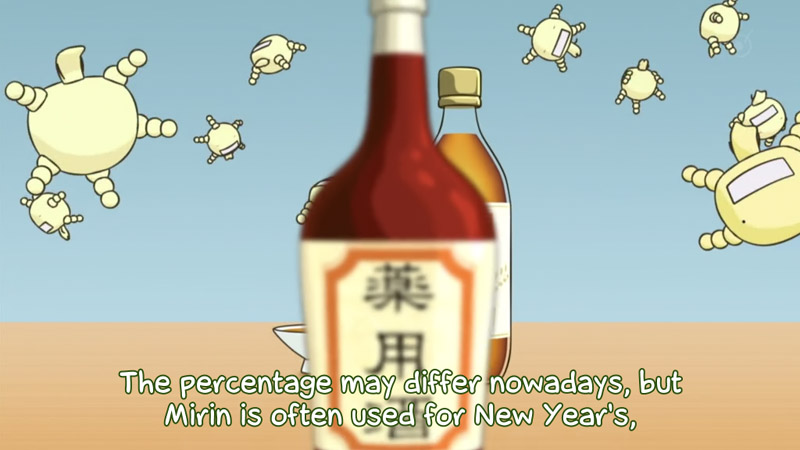 薬
用
酒
The percentage may differ nowadays, but
Mirin is often used for New Year's,